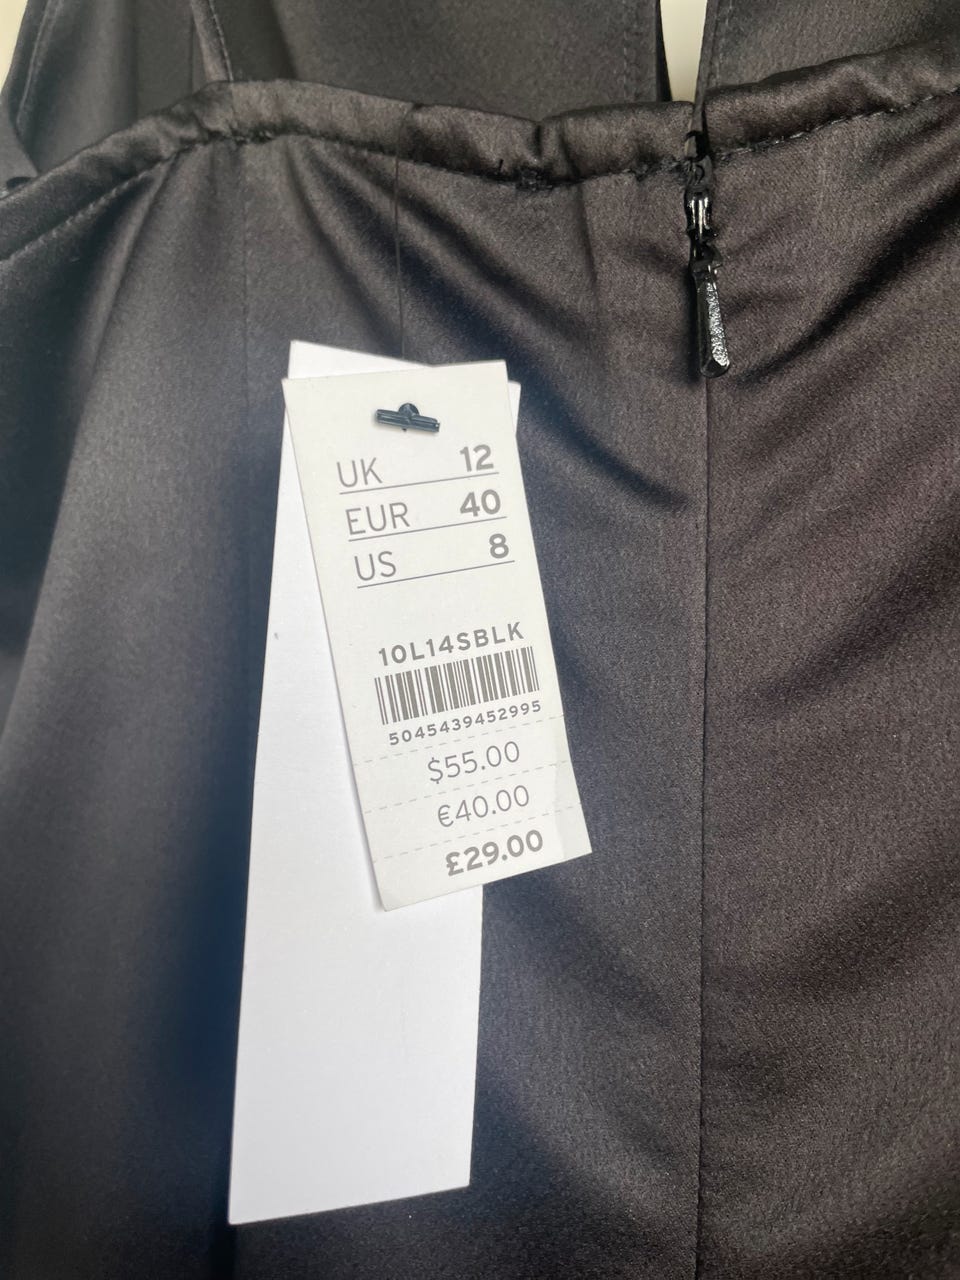 UK 12
EUR 40
US 8
10L14SBLK
5045439452995
$55.00
€40.00
£29.00